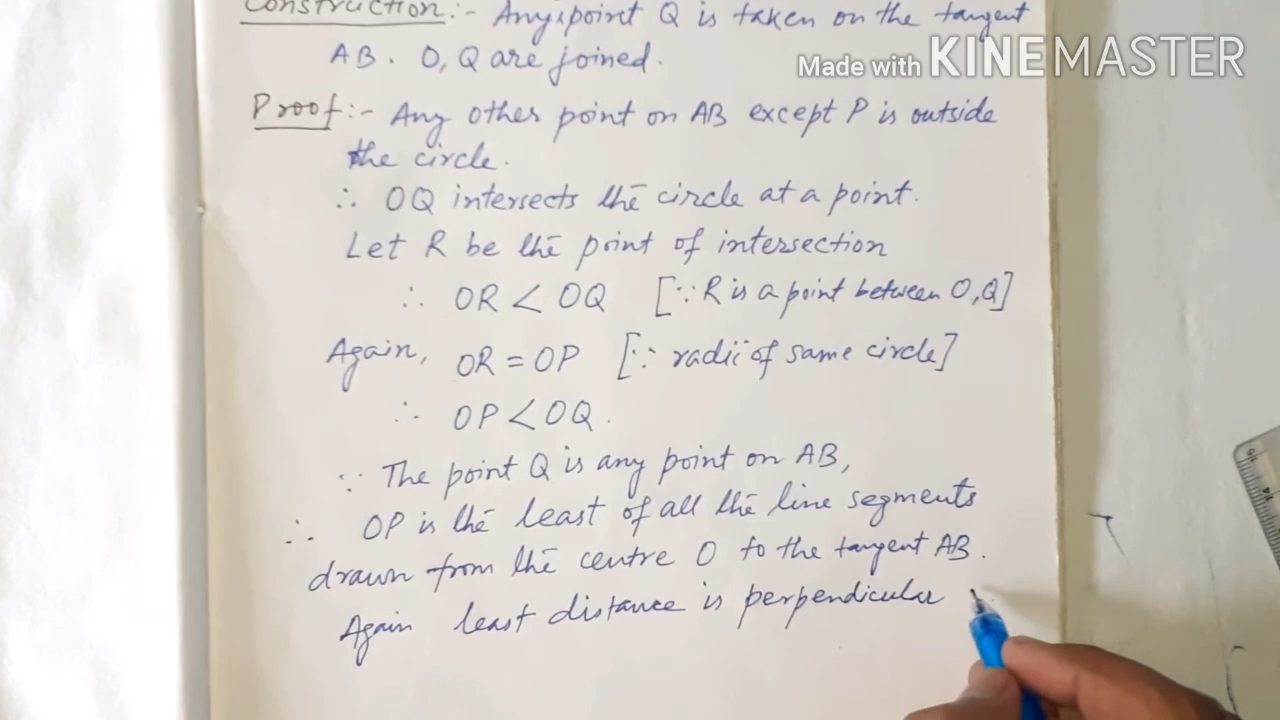 Construction:- Any point Q is taken on the tangent
AB. O, Q are joined.
Made with KINEMASTER
Proof:- Any other point on AB except P is outside
the circle.
∴ OQ intersects the circle at a point.
Let R be the point of intersection
∴ OR < OQ [∵ R is a point between O, Q]
Again, OR = OP [∵ radii of same circle]
∴ OP < OQ.
∵ The point Q is any point on AB,
∴ OP is the least of all the line segments
drawn from the centre O to the tangent AB.
Again least distance is perpendicular